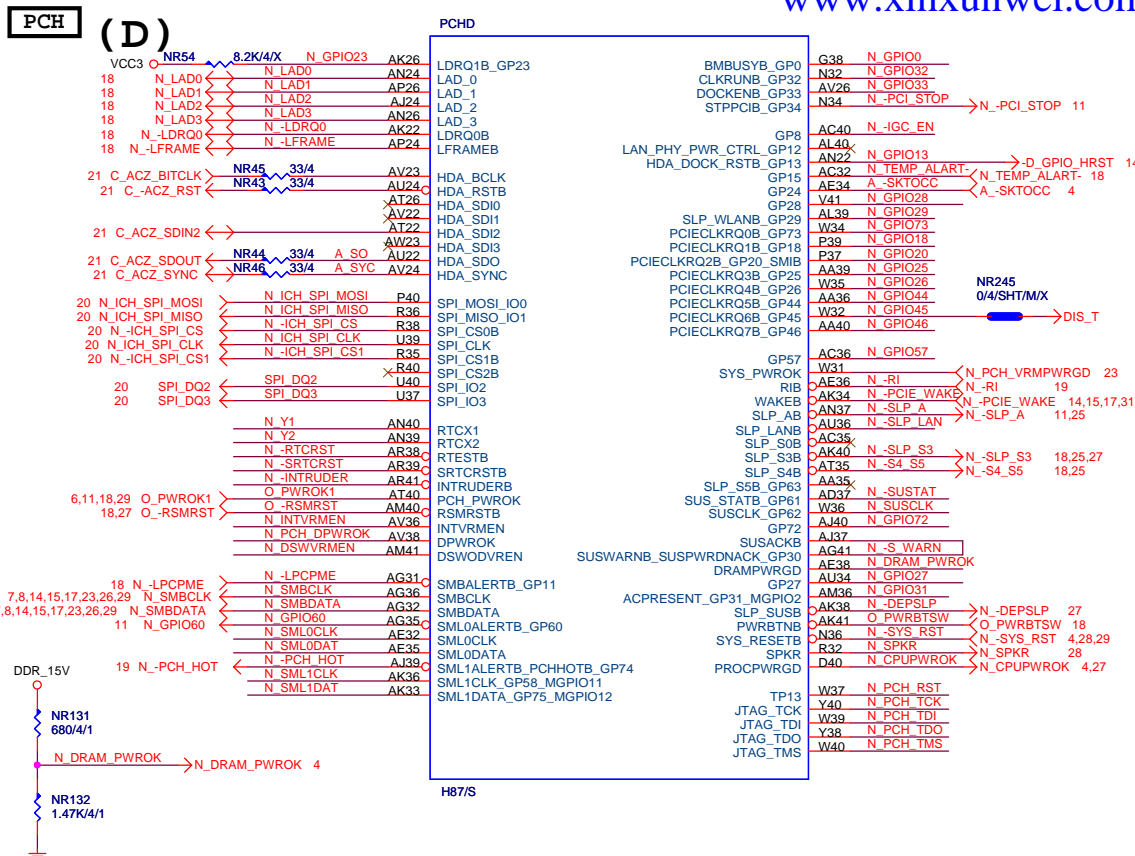 www.xinxunwei.com
PCH (D)
PCHD
VCC3 NR54 8.2K/4/X N_GPIO23 AK26 LDRQ1B_GP23
18 N_LAD0 N_LAD0 AN24 LAD_0
18 N_LAD1 N_LAD1 AP26 LAD_1
18 N_LAD2 N_LAD2 AJ24 LAD_2
18 N_LAD3 N_LAD3 AN26 LAD_3
18 N_-LDRQ0 N_-LDRQ0 AK22 LDRQ0B
18 N_-LFRAME N_-LFRAME AP24 LFRAMEB
21 C_ACZ_BITCLK NR45 33/4 AV23 HDA_BCLK
21 C_-ACZ_RST NR43 33/4 AU24 HDA_RSTB
AT26 HDA_SDI0
AV22 HDA_SDI1
21 C_ACZ_SDIN2 AT22 HDA_SDI2
AW23 HDA_SDI3
21 C_ACZ_SDOUT NR44 33/4 A_SO AU22 HDA_SDO
21 C_ACZ_SYNC NR46 33/4 A_SYC AV24 HDA_SYNC
20 N_ICH_SPI_MOSI N_ICH_SPI_MOSI P40 SPI_MOSI_IO0
20 N_ICH_SPI_MISO N_ICH_SPI_MISO R36 SPI_MISO_IO1
20 N_-ICH_SPI_CS N_-ICH_SPI_CS R38 SPI_CS0B
20 N_ICH_SPI_CLK N_ICH_SPI_CLK U39 SPI_CLK
20 N_-ICH_SPI_CS1 N_-ICH_SPI_CS1 R35 SPI_CS1B
R40 SPI_CS2B
20 SPI_DQ2 SPI_DQ2 U40 SPI_IO2
20 SPI_DQ3 SPI_DQ3 U37 SPI_IO3
N_Y1 AN40 RTCX1
N_Y2 AN39 RTCX2
N_-RTCRST AR38 RTESTB
N_-SRTCRST AR39 SRTCRSTB
N_-INTRUDER AR41 INTRUDERB
6,11,18,29 O_PWROK1 O_PWROK1 AT40 PCH_PWROK
18,27 O_-RSMRST O_-RSMRST AM40 RSMRSTB
N_INTVRMEN AV36 INTVRMEN
N_PCH_DPWROK AV38 DPWROK
N_DSWVRMEN AM41 DSWODVREN
18 N_-LPCPME N_-LPCPME AG31 SMBALERTB_GP11
7,8,14,15,17,23,26,29 N_SMBCLK N_SMBCLK AG36 SMBCLK
7,8,14,15,17,23,26,29 N_SMBDATA N_SMBDATA AG32 SMBDATA
11 N_GPIO60 N_GPIO60 AG35 SML0ALERTB_GP60
N_SML0CLK AE32 SML0CLK
N_SML0DAT AE35 SML0DATA
19 N_-PCH_HOT N_-PCH_HOT AJ39 SML1ALERTB_PCHHOTB_GP74
N_SML1CLK AK36 SML1CLK_GP58_MGPIO11
N_SML1DAT AK33 SML1DATA_GP75_MGPIO12
BMBUSYB_GP0 G38 N_GPIO0
CLKRUNB_GP32 N32 N_GPIO32
DOCKENB_GP33 AV26 N_GPIO33
STPPCIB_GP34 N34 N_-PCI_STOP N_-PCI_STOP 11
GP8 AC40 N_-IGC_EN
LAN_PHY_PWR_CTRL_GP12 AL40
HDA_DOCK_RSTB_GP13 AN22 N_GPIO13 -D_GPIO_HRST 14
GP15 AC32 N_TEMP_ALART- N_TEMP_ALART- 18
GP24 AE34 A_-SKTOCC A_-SKTOCC 4
GP28 V41 N_GPIO28
SLP_WLANB_GP29 AL39 N_GPIO29
PCIECLKRQ0B_GP73 W34 N_GPIO73
PCIECLKRQ1B_GP18 P39 N_GPIO18
PCIECLKRQ2B_GP20_SMIB P37 N_GPIO20
PCIECLKRQ3B_GP25 AA39 N_GPIO25
PCIECLKRQ4B_GP26 W35 N_GPIO26
PCIECLKRQ5B_GP44 AA36 N_GPIO44
PCIECLKRQ6B_GP45 W32 N_GPIO45 NR245 0/4/SHT/M/X DIS_T
PCIECLKRQ7B_GP46 AA40 N_GPIO46
GP57 AC36 N_GPIO57
SYS_PWROK W31 N_PCH_VRMPWRGD 23
RIB AE36 N_-RI N_-RI 19
WAKEB AK34 N_-PCIE_WAKE N_-PCIE_WAKE 14,15,17,31
SLP_AB AN37 N_-SLP_A N_-SLP_A 11,25
SLP_LANB AU36 N_-SLP_LAN
SLP_S0B AC35
SLP_S3B AK40 N_-SLP_S3 N_-SLP_S3 18,25,27
SLP_S4B AT35 N_-S4_S5 N_-S4_S5 18,25
SLP_S5B_GP63 AA35
SUS_STATB_GP61 AD37 N_-SUSTAT
SUSCLK_GP62 W36 N_SUSCLK
GP72 AJ40 N_GPIO72
SUSACKB AJ37
SUSWARNB_SUSPWRDNACK_GP30 AG41 N_-S_WARN
DRAMPWRGD AE38 N_DRAM_PWROK
GP27 AU34 N_GPIO27
ACPRESENT_GP31_MGPIO2 AM36 N_GPIO31
SLP_SUSB AK38 N_-DEPSLP N_-DEPSLP 27
PWRBTNB AK41 O_PWRBTSW O_PWRBTSW 18
SYS_RESETB N36 N_-SYS_RST N_-SYS_RST 4,28,29
SPKR R32 N_SPKR N_SPKR 28
PROCPWRGD D40 N_CPUPWROK N_CPUPWROK 4,27
TP13 W37 N_PCH_RST
JTAG_TCK Y40 N_PCH_TCK
JTAG_TDI W39 N_PCH_TDI
JTAG_TDO Y38 N_PCH_TDO
JTAG_TMS W40 N_PCH_TMS
H87/S
DDR_15V
NR131
680/4/1
N_DRAM_PWROK N_DRAM_PWROK 4
NR132
1.47K/4/1